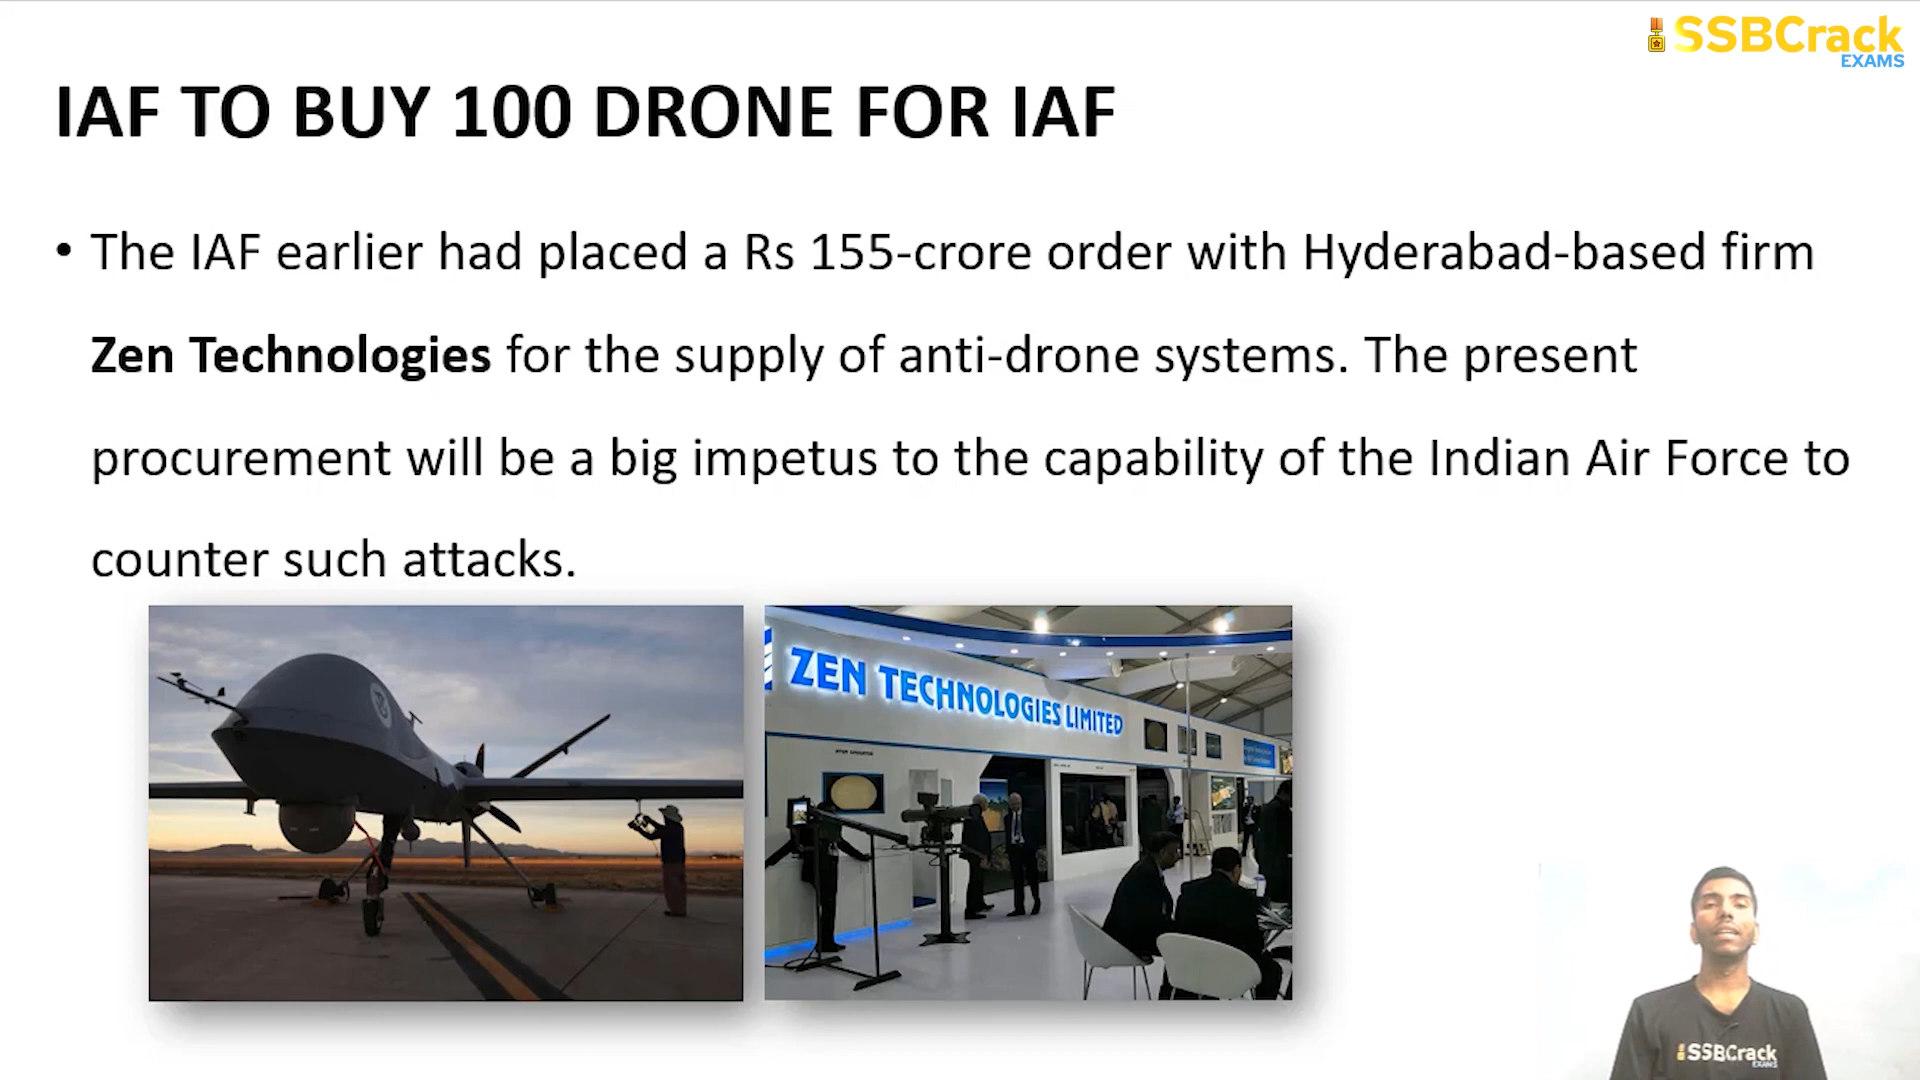 SSBCrack
EXAMS
IAF TO BUY 100 DRONE FOR IAF
• The IAF earlier had placed a Rs 155-crore order with Hyderabad-based firm
Zen Technologies for the supply of anti-drone systems. The present
procurement will be a big impetus to the capability of the Indian Air Force to
counter such attacks.
ZEN TECHNOLOGIES LIMITED
SSBCrack
EXAMS